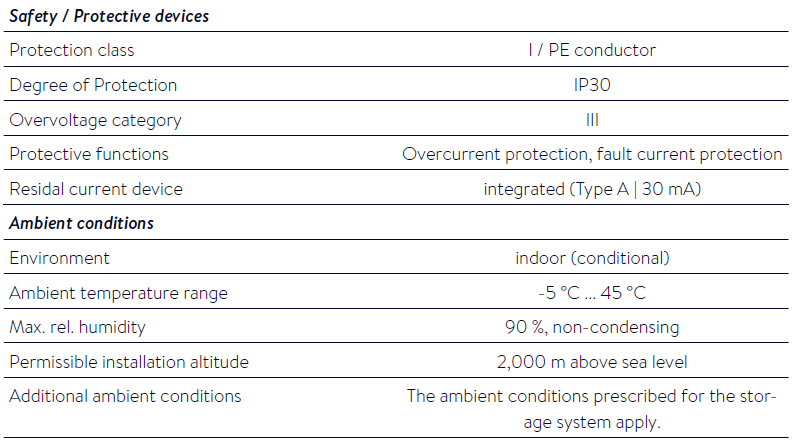 Safety / Protective devices
Protection class I / PE conductor
Degree of Protection IP30
Overvoltage category III
Protective functions Overcurrent protection, fault current protection
Residal current device integrated (Type A | 30 mA)
Ambient conditions
Environment indoor (conditional)
Ambient temperature range -5 °C ... 45 °C
Max. rel. humidity 90 %, non-condensing
Permissible installation altitude 2,000 m above sea level
Additional ambient conditions The ambient conditions prescribed for the stor-
age system apply.